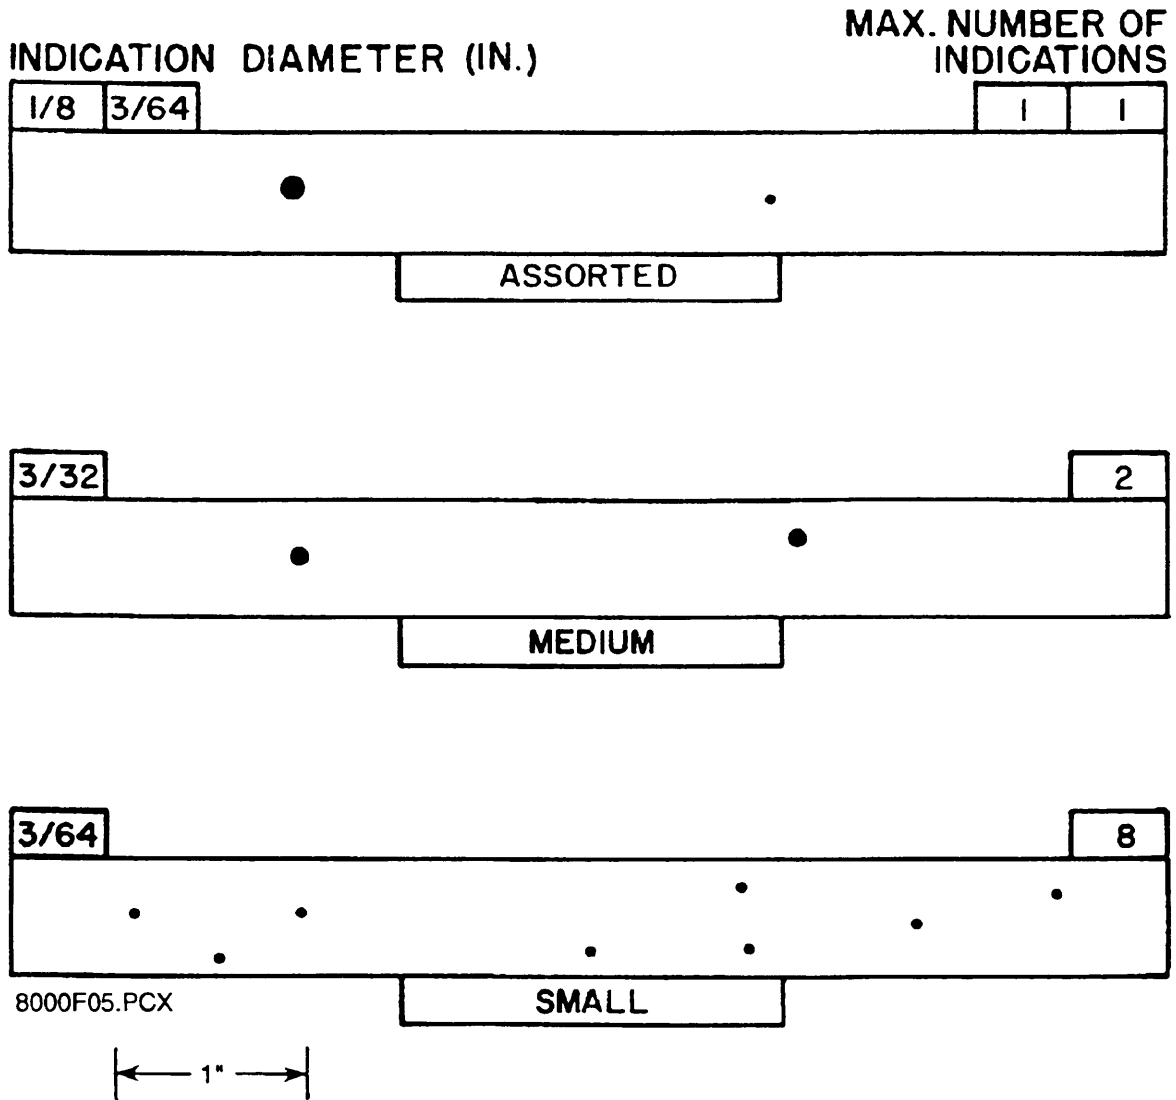 INDICATION DIAMETER (IN.)
MAX. NUMBER OF
INDICATIONS
1/8 3/64
1 1
ASSORTED
3/32
2
MEDIUM
3/64
8
SMALL
8000F05.PCX
1"